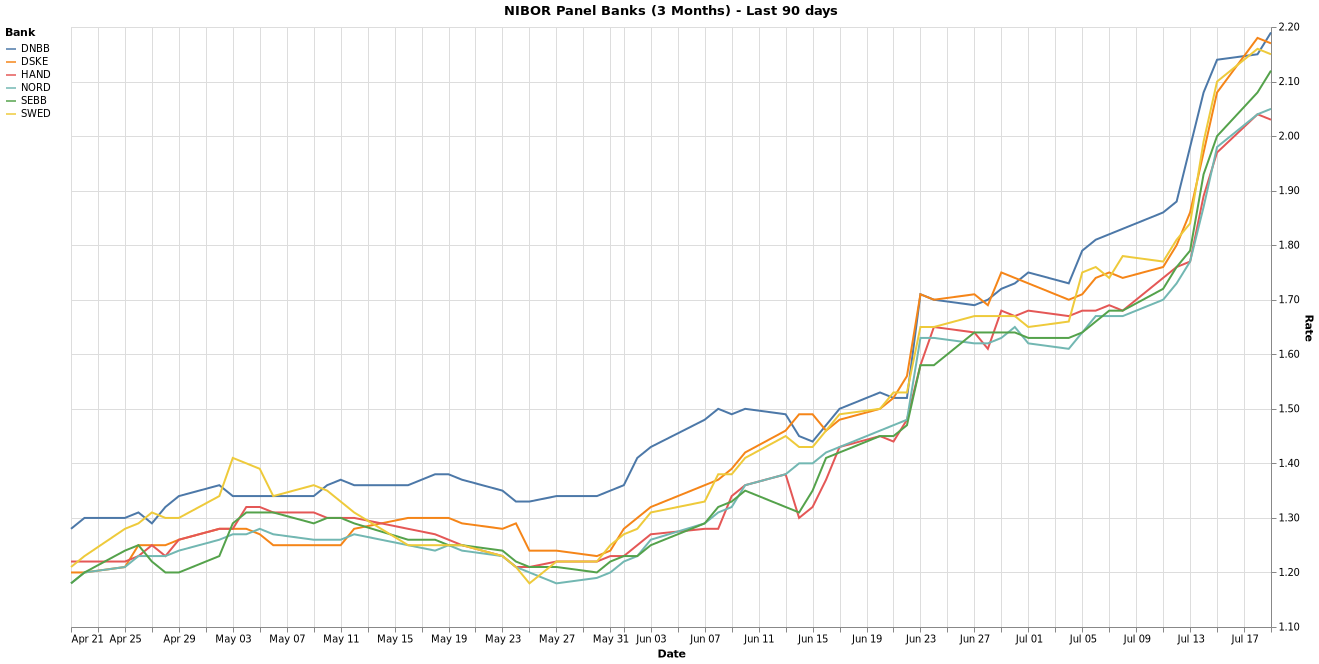 NIBOR Panel Banks (3 Months) - Last 90 days
Bank
DNBB
DSKE
HAND
NORD
SEBB
SWED
2.20
2.10
2.00
1.90
1.80
1.70
1.60
1.50
1.40
1.30
1.20
1.10
Rate
Apr 21 Apr 25 Apr 29 May 03 May 07 May 11 May 15 May 19 May 23 May 27 May 31 Jun 03 Jun 07 Jun 11 Jun 15 Jun 19 Jun 23 Jun 27 Jul 01 Jul 05 Jul 09 Jul 13 Jul 17
Date